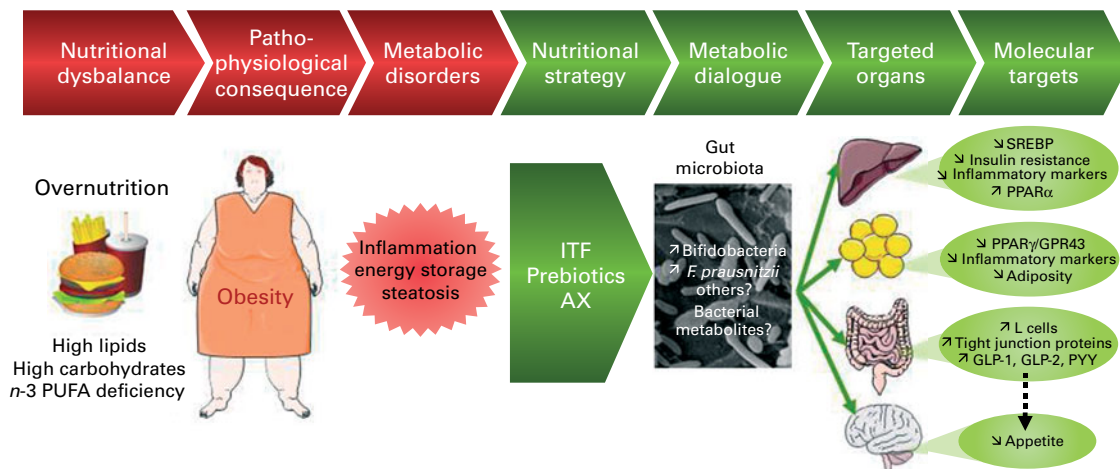 Nutritional
dysbalance
Patho-
physiological
consequence
Metabolic
disorders
Nutritional
strategy
Metabolic
dialogue
Targeted
organs
Molecular
targets
Overnutrition
High lipids
High carbohydrates
n-3 PUFA deficiency
Obesity
Inflammation
energy storage
steatosis
ITF
Prebiotics
AX
Gut
microbiota
↗ Bifidobacteria
↗ F. prausnitzii
others?
Bacterial
metabolites?
↘ SREBP
↘ Insulin resistance
↘ Inflammatory markers
↗ PPARα
↘ PPARγ/GPR43
↘ Inflammatory markers
↘ Adiposity
↗ L cells
↗ Tight junction proteins
↗ GLP-1, GLP-2, PYY
↘ Appetite